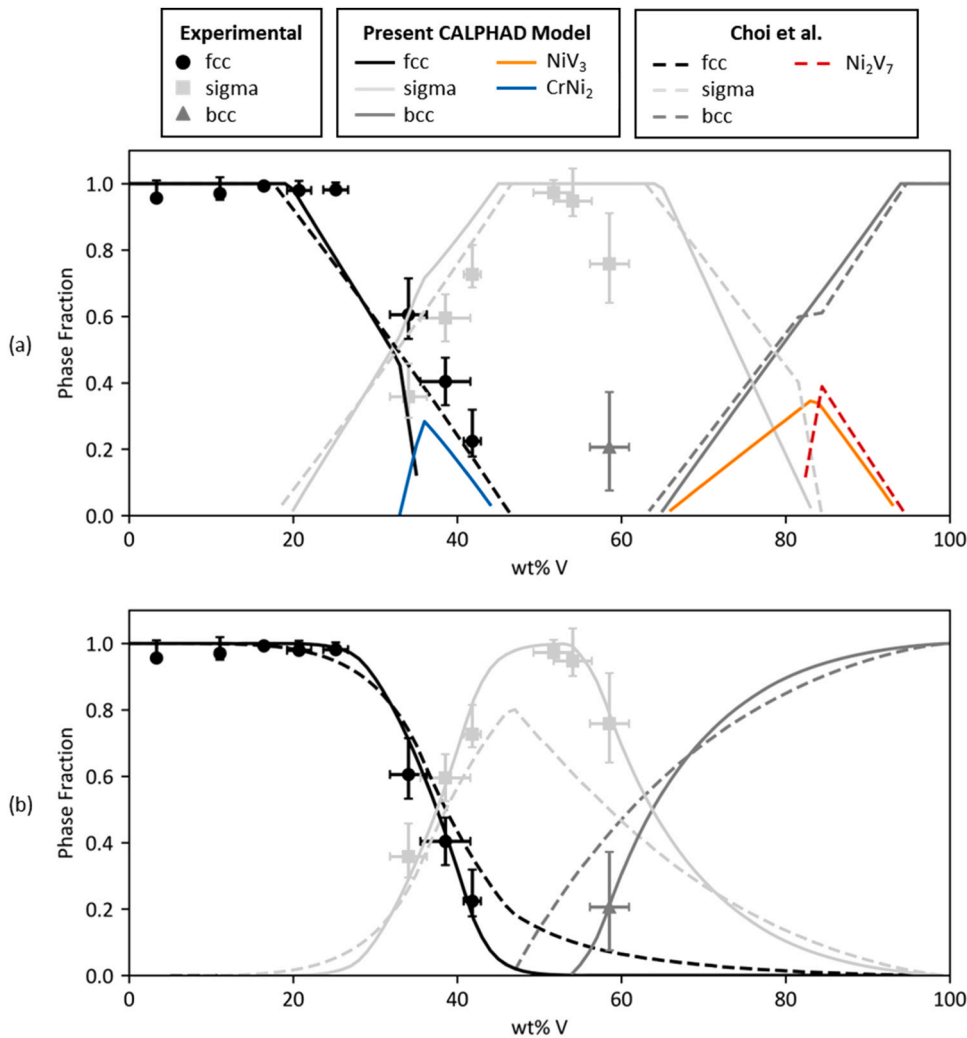 Experimental
fcc
sigma
bcc
Present CALPHAD Model
fcc
sigma
bcc
NiV3
CrNi2
Choi et al.
fcc
sigma
bcc
Ni2V7
(a)
Phase Fraction
1.0
0.8
0.6
0.4
0.2
0.0
0 20 40 60 80 100
wt% V
(b)
Phase Fraction
1.0
0.8
0.6
0.4
0.2
0.0
0 20 40 60 80 100
wt% V